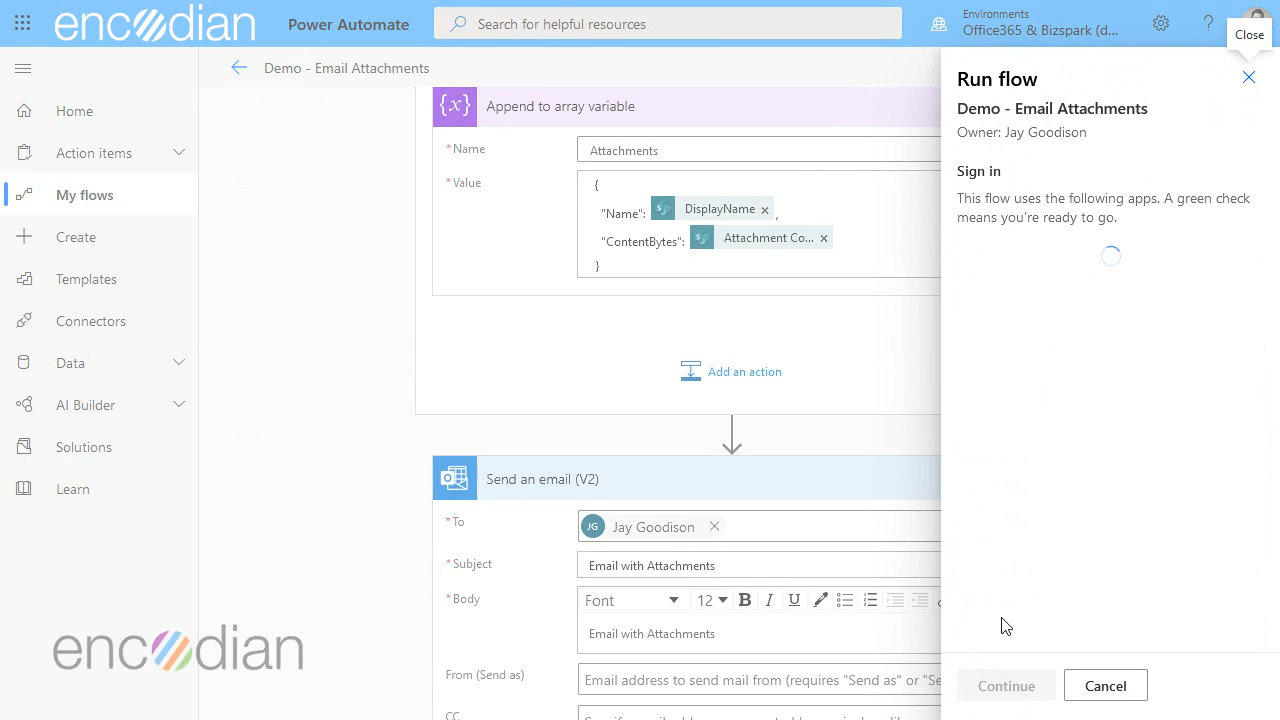 encodian
Power Automate
Search for helpful resources
Environments
Office365 & Bizspark (d...
?
Close
Demo - Email Attachments
Home
Action items
My flows
Create
Templates
Connectors
Data
AI Builder
Solutions
Learn
{x} Append to array variable
*Name Attachments
*Value {
"Name": DisplayName × ,
"ContentBytes": Attachment Co... ×
}
Add an action
Send an email (V2)
*To JG Jay Goodison ×
*Subject Email with Attachments
*Body Font 12 B I U
Email with Attachments
From (Send as) Email address to send mail from (requires "Send as" or "Se
CC
encodian
Run flow
Demo - Email Attachments
Owner: Jay Goodison
Sign in
This flow uses the following apps. A green check
means you're ready to go.
Continue Cancel